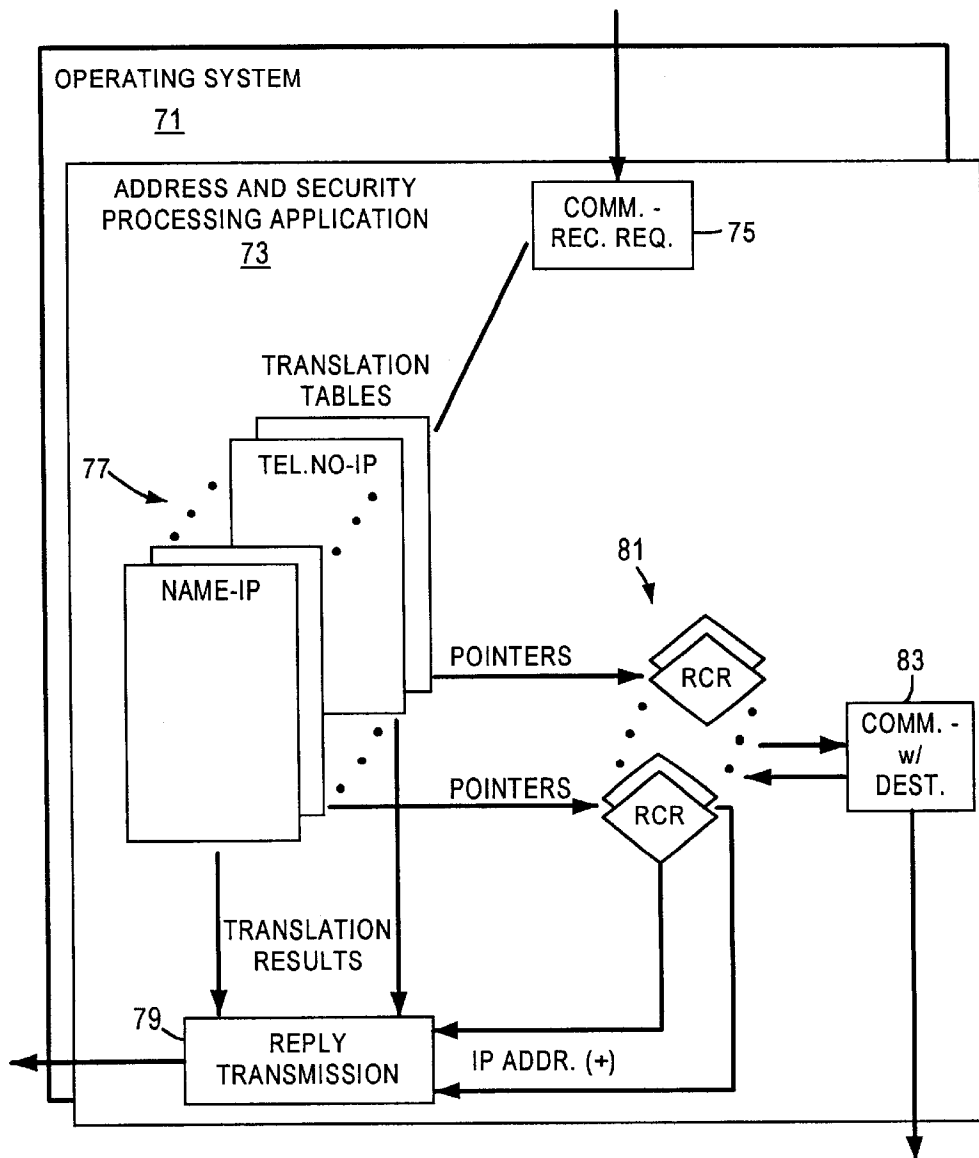 OPERATING SYSTEM
71
ADDRESS AND SECURITY
PROCESSING APPLICATION
73
COMM. -
REC. REQ.
75
TRANSLATION
TABLES
TEL.NO-IP
77
NAME-IP
81
POINTERS
RCR
83
COMM. -
w/
DEST.
POINTERS
RCR
TRANSLATION
RESULTS
79
REPLY
TRANSMISSION
IP ADDR. (+)